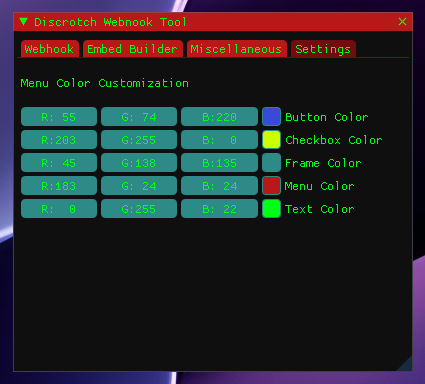 Discrotch Webnook Tool
Webhook Embed Builder Miscellaneous Settings
Menu Color Customization
R: 55 G: 74 B:220 Button Color
R:203 G:255 B: 0 Checkbox Color
R: 45 G:138 B:135 Frame Color
R:183 G: 24 B: 24 Menu Color
R: 0 G:255 B: 22 Text Color